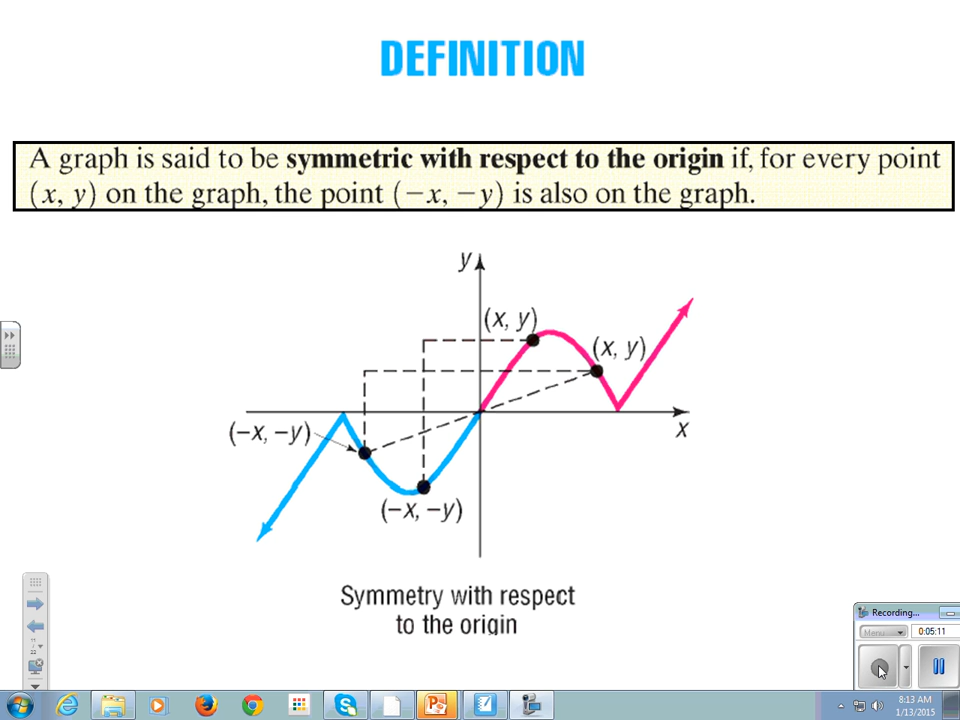 DEFINITION
A graph is said to be symmetric with respect to the origin if, for every point
(x, y) on the graph, the point (−x, −y) is also on the graph.
y
(x, y)
(x, y)
x
(−x, −y)
(−x, −y)
Symmetry with respect
to the origin
Recording...
Menu
0:05:11
8:13 AM
1/13/2015